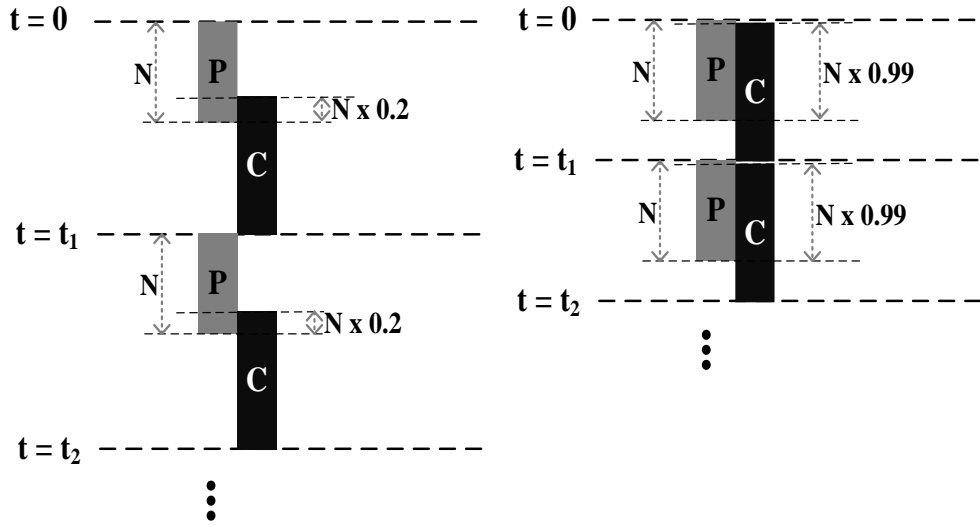 t = 0
P
N
N x 0.2
C
t = t₁
P
N
N x 0.2
C
t = t₂
t = 0
P
N
C
N x 0.99
t = t₁
P
N
C
N x 0.99
t = t₂